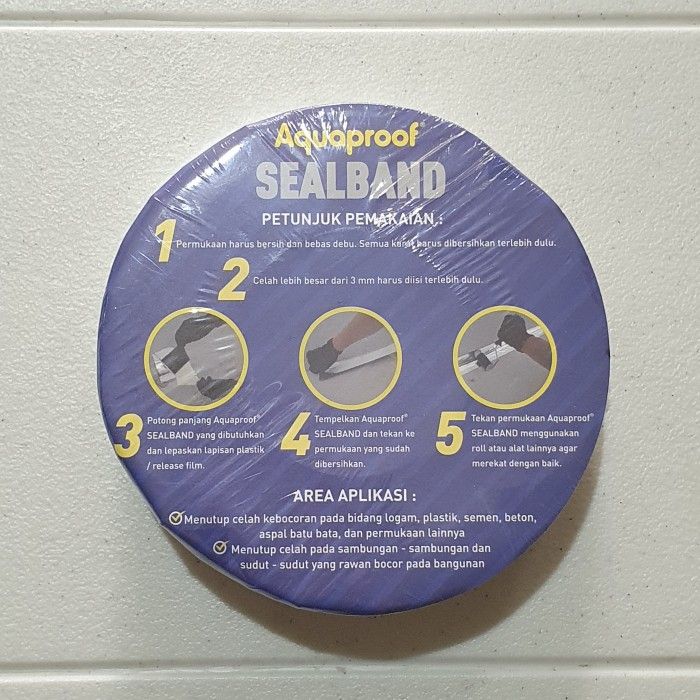 Aquaproof®
SEALBAND
PETUNJUK PEMAKAIAN :
1 Permukaan harus bersih dan bebas debu. Semua karat harus dibersihkan terlebih dulu.
2 Celah lebih besar dari 3 mm harus diisi terlebih dulu.
3 Potong panjang Aquaproof®
SEALBAND yang dibutuhkan
dan lepaskan lapisan plastik
/ release film.
4 Tempelkan Aquaproof®
SEALBAND dan tekan ke
permukaan yang sudah
dibersihkan.
5 Tekan permukaan Aquaproof®
SEALBAND menggunakan
roll atau alat lainnya agar
merekat dengan baik.
AREA APLIKASI :
Menutup celah kebocoran pada bidang logam, plastik, semen, beton,
aspal batu bata, dan permukaan lainnya
Menutup celah pada sambungan - sambungan dan
sudut - sudut yang rawan bocor pada bangunan